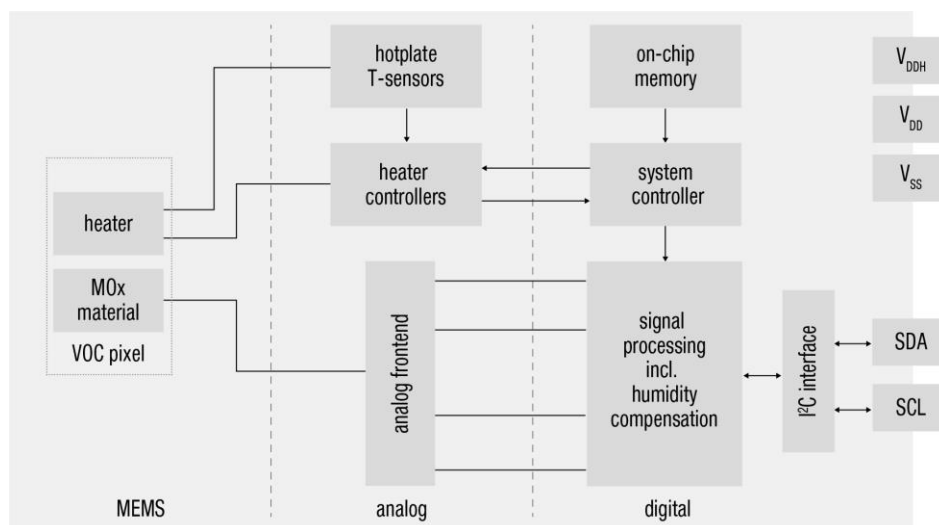 hotplate
T-sensors
on-chip
memory
V_DDH
V_DD
V_SS
heater
controllers
system
controller
heater
MOx
material
VOC pixel
analog frontend
signal
processing
incl.
humidity
compensation
I²C interface
SDA
SCL
MEMS
analog
digital